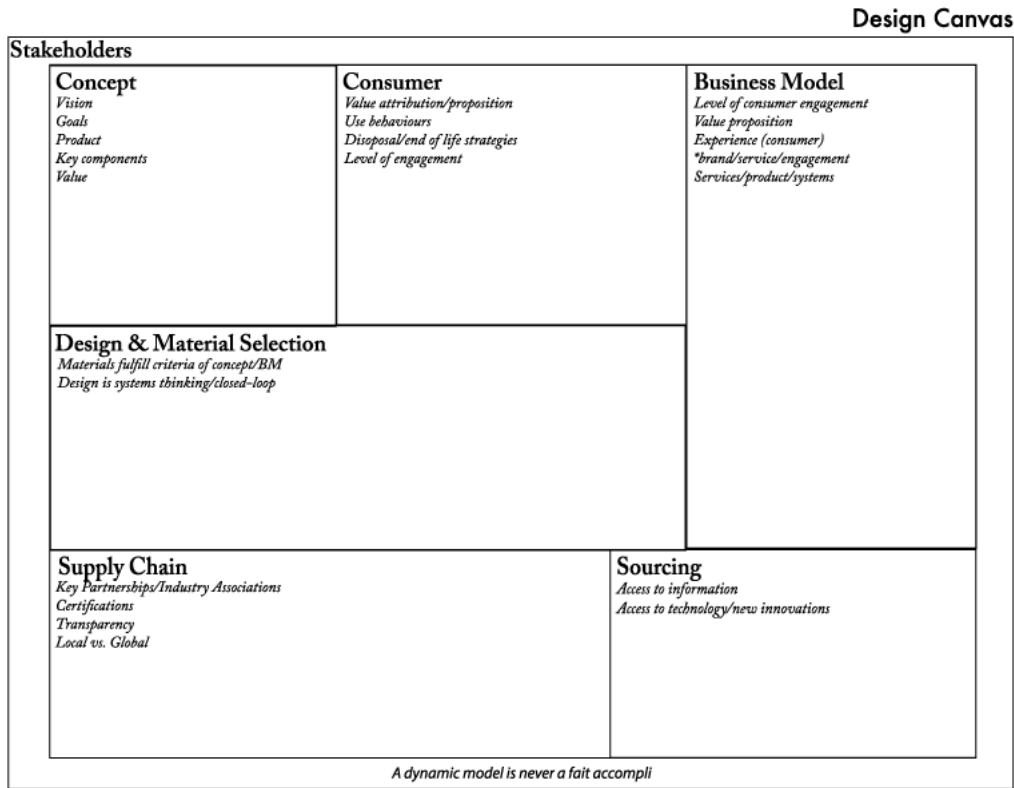 Design Canvas
Stakeholders
Concept
Vision
Goals
Product
Key components
Value
Consumer
Value attribution/proposition
Use behaviours
Disoposal/end of life strategies
Level of engagement
Business Model
Level of consumer engagement
Value proposition
Experience (consumer)
*brand/service/engagement
Services/product/systems
Design & Material Selection
Materials fulfill criteria of concept/BM
Design is systems thinking/closed-loop
Supply Chain
Key Partnerships/Industry Associations
Certifications
Transparency
Local vs. Global
Sourcing
Access to information
Access to technology/new innovations
A dynamic model is never a fait accompli